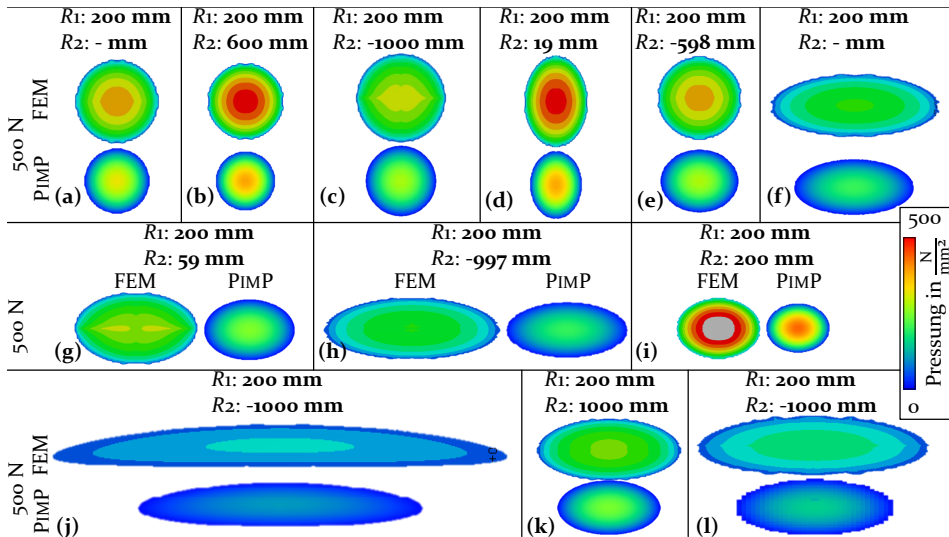 R1: 200 mm
R2: - mm
R1: 200 mm
R2: 600 mm
R1: 200 mm
R2: -1000 mm
R1: 200 mm
R2: 19 mm
R1: 200 mm
R2: -598 mm
R1: 200 mm
R2: - mm
500 N
FEM
PIMP
(a)
(b)
(c)
(d)
(e)
(f)
R1: 200 mm
R2: 59 mm
FEM PIMP
R1: 200 mm
R2: -997 mm
FEM PIMP
R1: 200 mm
R2: 200 mm
FEM PIMP
500 N
(g)
(h)
(i)
500
Pressung in N/mm²
0
R1: 200 mm
R2: -1000 mm
R1: 200 mm
R2: 1000 mm
R1: 200 mm
R2: -1000 mm
500 N
FEM
PIMP
(j)
(k)
(l)